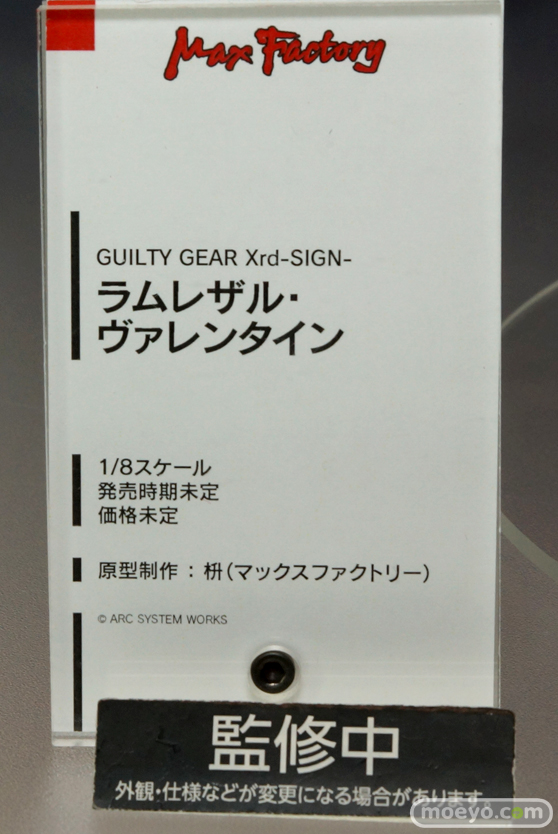 Max Factory
GUILTY GEAR Xrd-SIGN-
ラムレザル・
ヴァレンタイン
1/8スケール
発売時期未定
価格未定
原型制作：枡(マックスファクトリー)
© ARC SYSTEM WORKS
監修中
外観・仕様などが変更になる場合があります。
moeyo.com